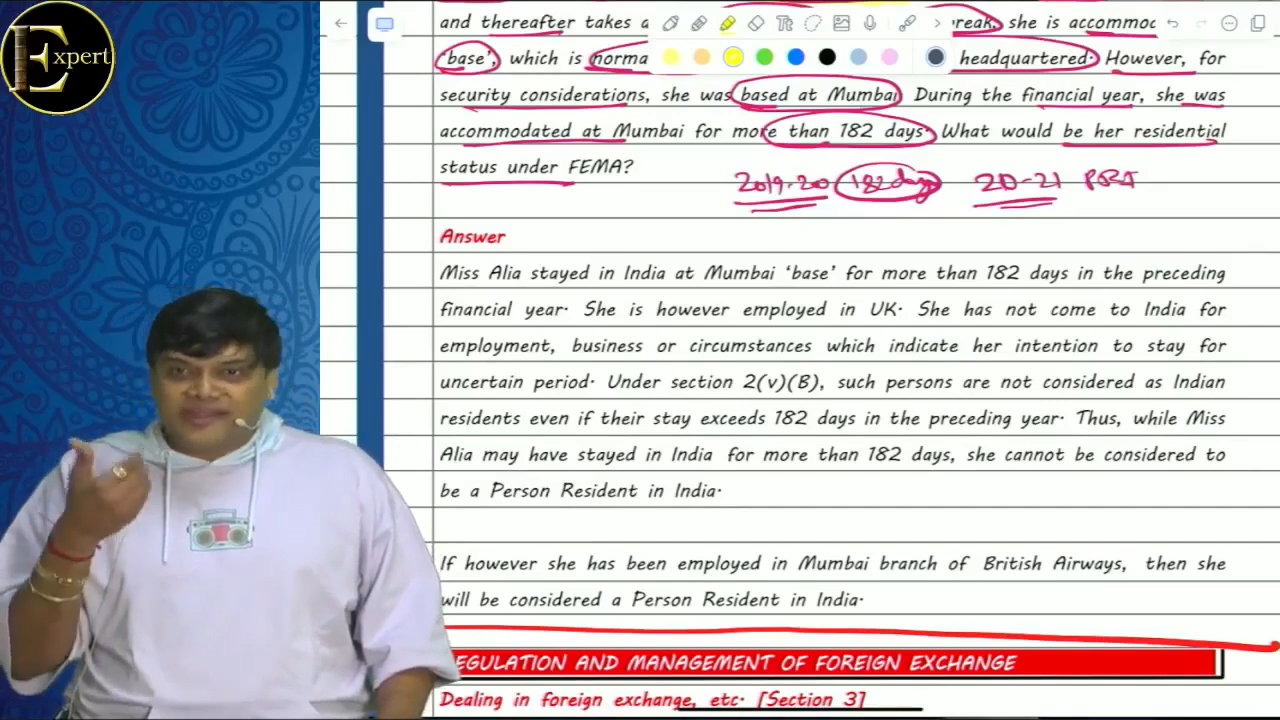 Expert
and thereafter takes a
break, she is accommod
'base', which is norma
headquartered. However, for
security considerations, she was based at Mumbai. During the financial year, she was
accommodated at Mumbai for more than 182 days. What would be her residential
status under FEMA?
2019-20 182 days 20-21
Answer
Miss Alia stayed in India at Mumbai 'base' for more than 182 days in the preceding
financial year. She is however employed in UK. She has not come to India for
employment, business or circumstances which indicate her intention to stay for
uncertain period. Under section 2(v)(B), such persons are not considered as Indian
residents even if their stay exceeds 182 days in the preceding year. Thus, while Miss
Alia may have stayed in India for more than 182 days, she cannot be considered to
be a Person Resident in India.
If however she has been employed in Mumbai branch of British Airways, then she
will be considered a Person Resident in India.
EGULATION AND MANAGEMENT OF FOREIGN EXCHANGE
Dealing in foreign exchange, etc. [Section 3]